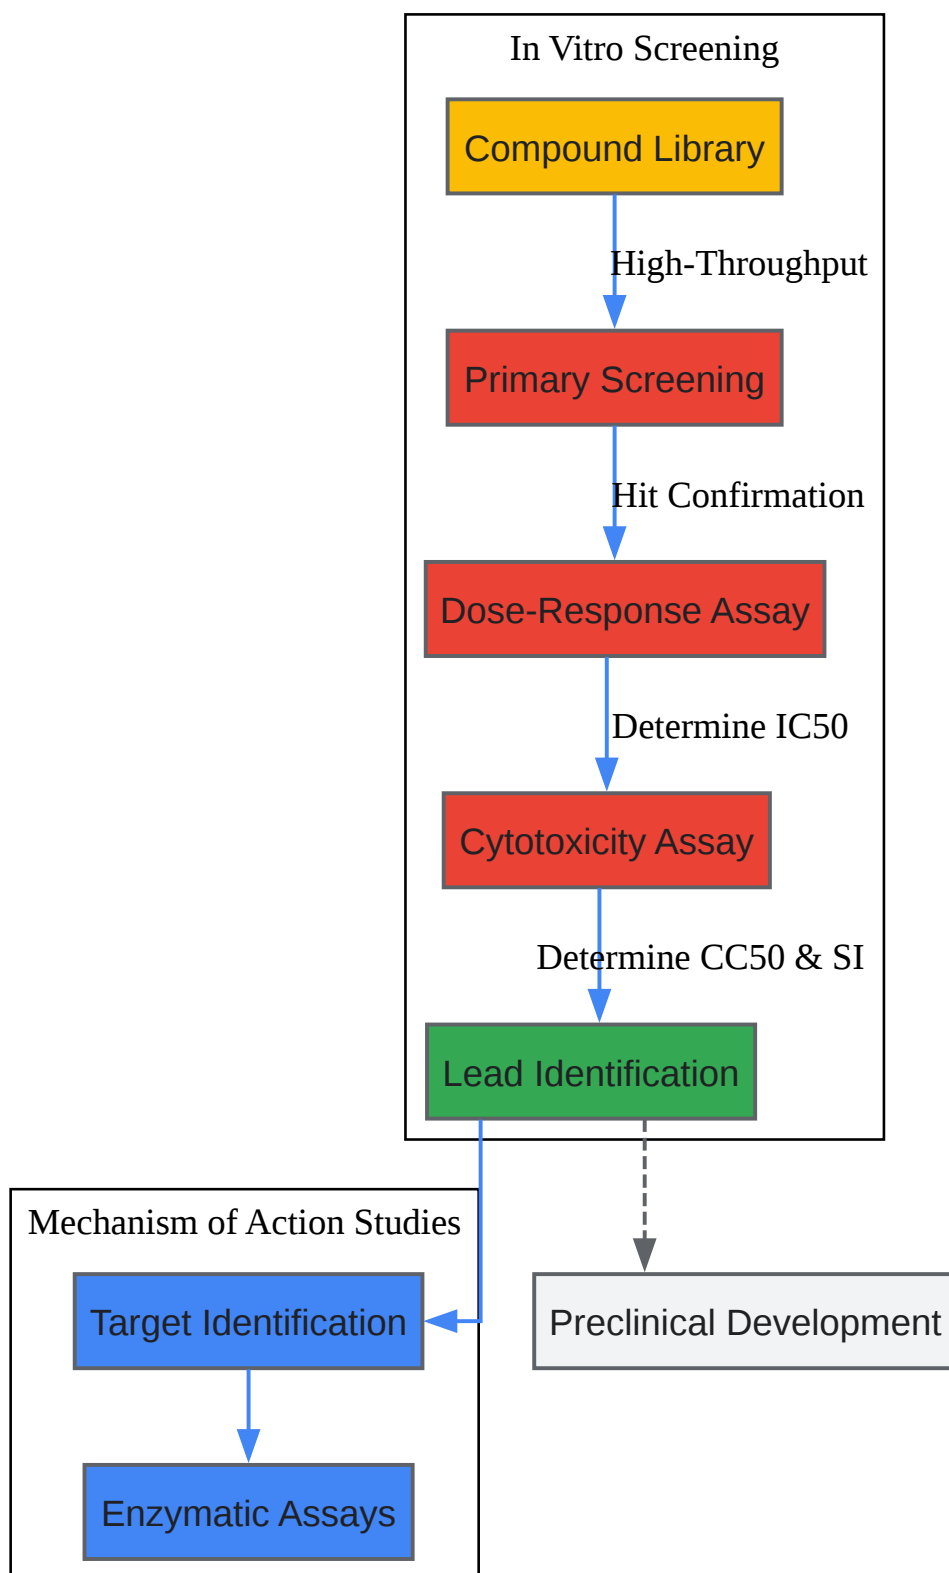 In Vitro Screening
Compound Library
High-Throughput
Primary Screening
Hit Confirmation
Dose-Response Assay
Determine IC50
Cytotoxicity Assay
Determine CC50 & SI
Lead Identification
Mechanism of Action Studies
Target Identification
Preclinical Development
Enzymatic Assays